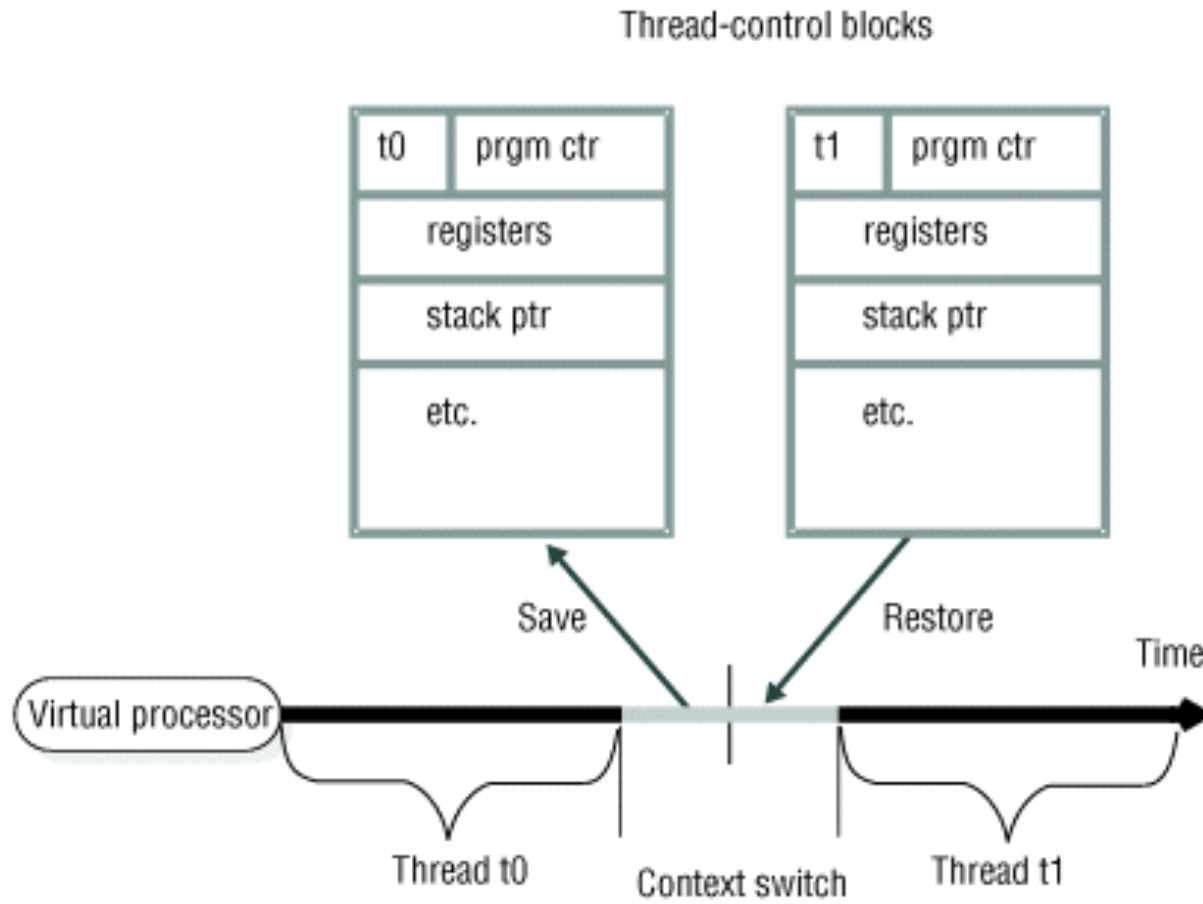 Thread-control blocks
t0 prgm ctr
registers
stack ptr
etc.
t1 prgm ctr
registers
stack ptr
etc.
Save
Restore
Time
Virtual processor
Thread t0
Context switch
Thread t1